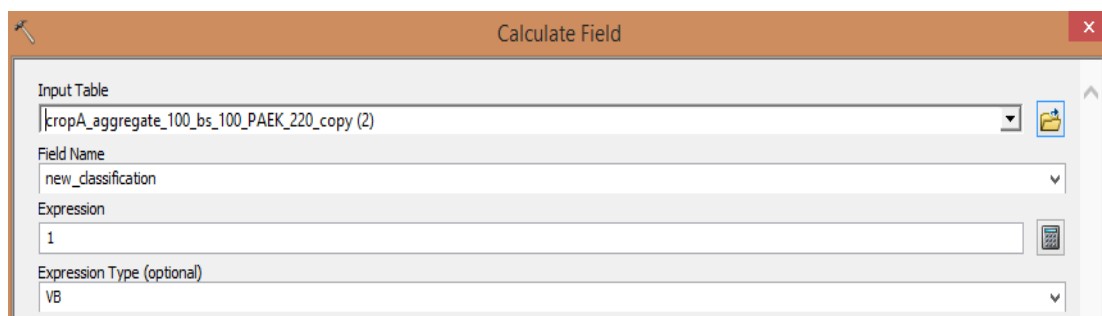 Calculate Field
x
Input Table
cropA_aggregate_100_bs_100_PAEK_220_copy (2)
Field Name
new_classification
Expression
1
Expression Type (optional)
VB